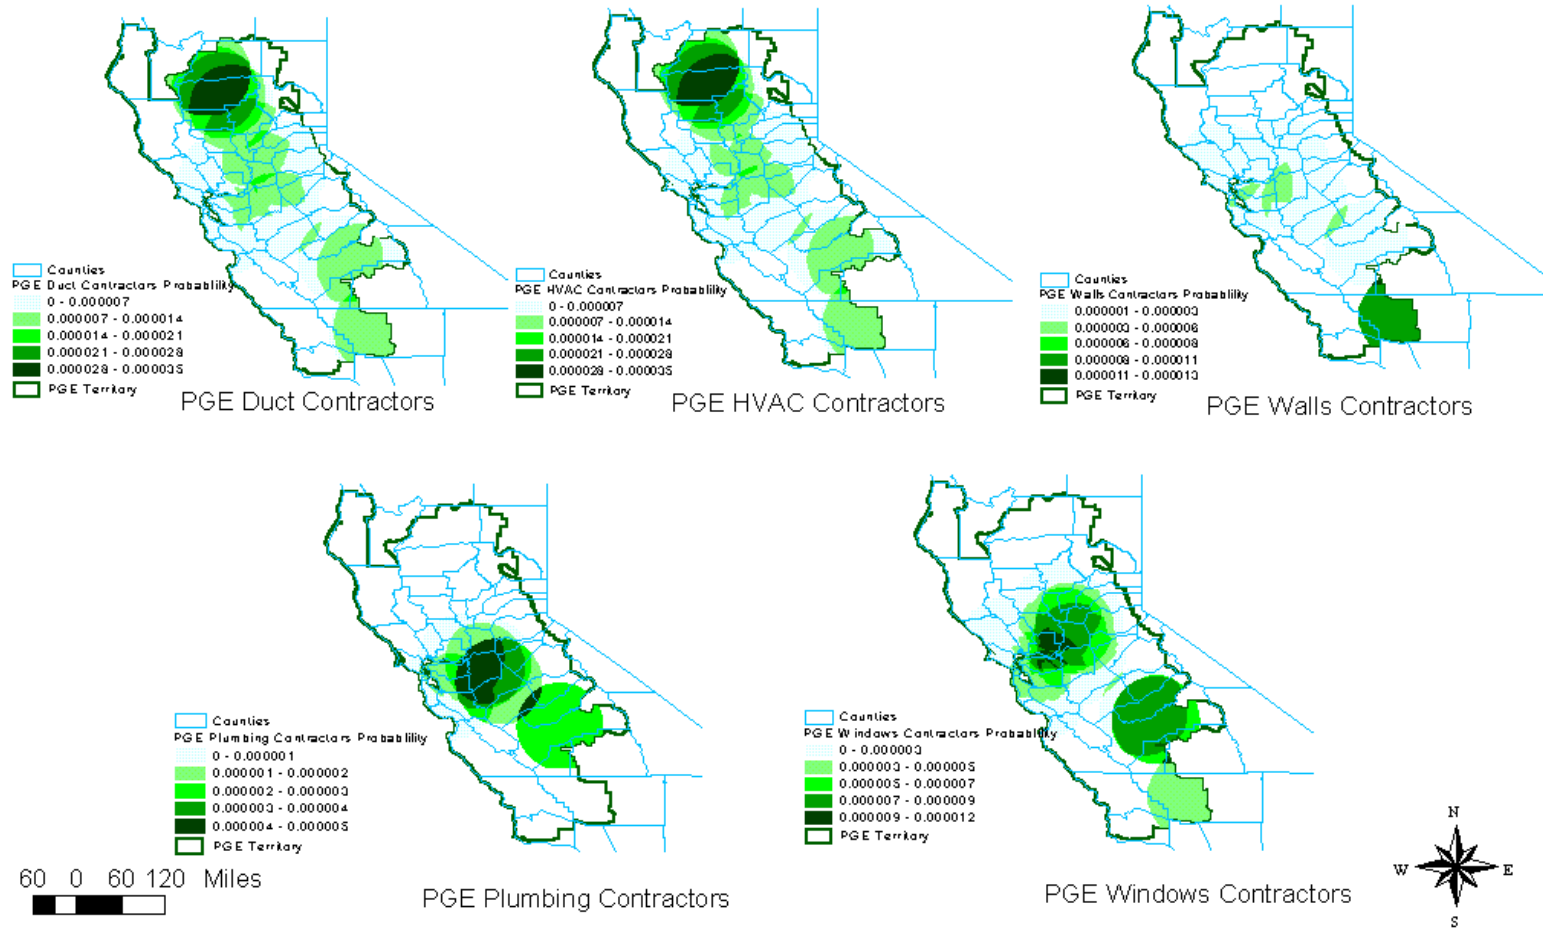 Counties
PGE Duct Contractors Probablility
0 - 0.000007
0.000007 - 0.000014
0.000014 - 0.000021
0.000021 - 0.000028
0.000028 - 0.000035
PGE Territory
PGE Duct Contractors
Counties
PGE HVAC Contractors Probablility
0 - 0.000007
0.000007 - 0.000014
0.000014 - 0.000021
0.000021 - 0.000028
0.000028 - 0.000035
PGE Territory
PGE HVAC Contractors
Counties
PGE Walls Contractors Probablility
0.000001 - 0.000003
0.000003 - 0.000006
0.000006 - 0.000008
0.000008 - 0.000011
0.000011 - 0.000013
PGE Territory
PGE Walls Contractors
Counties
PGE Plumbing Contractors Probablility
0 - 0.000001
0.000001 - 0.000002
0.000002 - 0.000003
0.000003 - 0.000004
0.000004 - 0.000005
PGE Territory
PGE Plumbing Contractors
Counties
PGE Windows Contractors Probablility
0 - 0.000003
0.000003 - 0.000005
0.000005 - 0.000007
0.000007 - 0.000009
0.000009 - 0.000012
PGE Territory
PGE Windows Contractors
60 0 60 120 Miles
N
W E
S